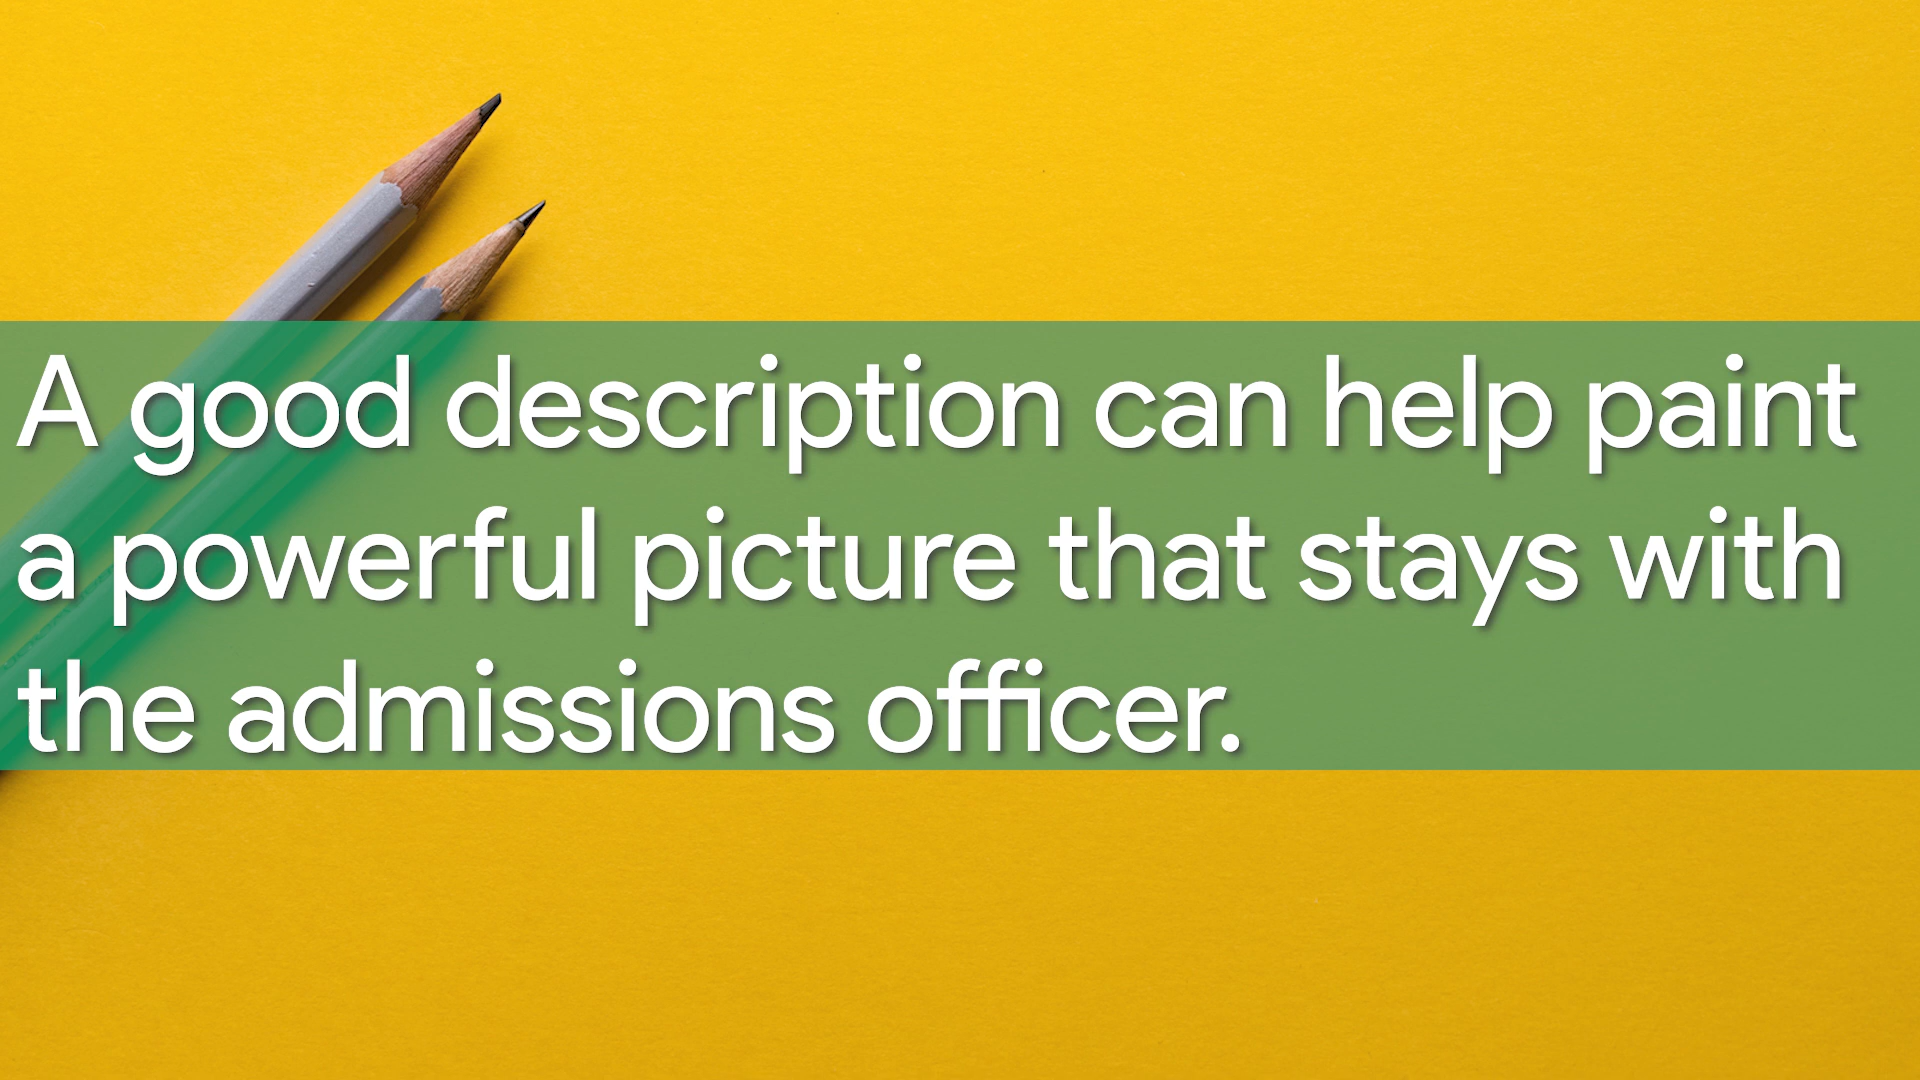 A good description can help paint
a powerful picture that stays with
the admissions officer.